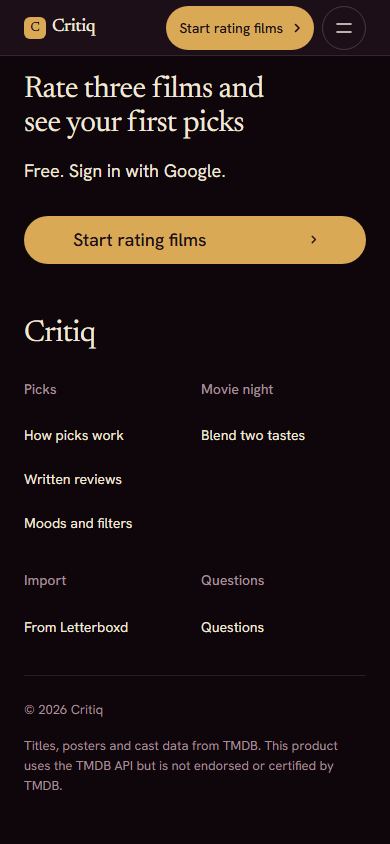 C Critiq
Start rating films
Rate three films and
see your first picks
Free. Sign in with Google.
Start rating films
Critiq
Picks
Movie night
How picks work
Blend two tastes
Written reviews
Moods and filters
Import
Questions
From Letterboxd
Questions
© 2026 Critiq
Titles, posters and cast data from TMDB. This product
uses the TMDB API but is not endorsed or certified by
TMDB.